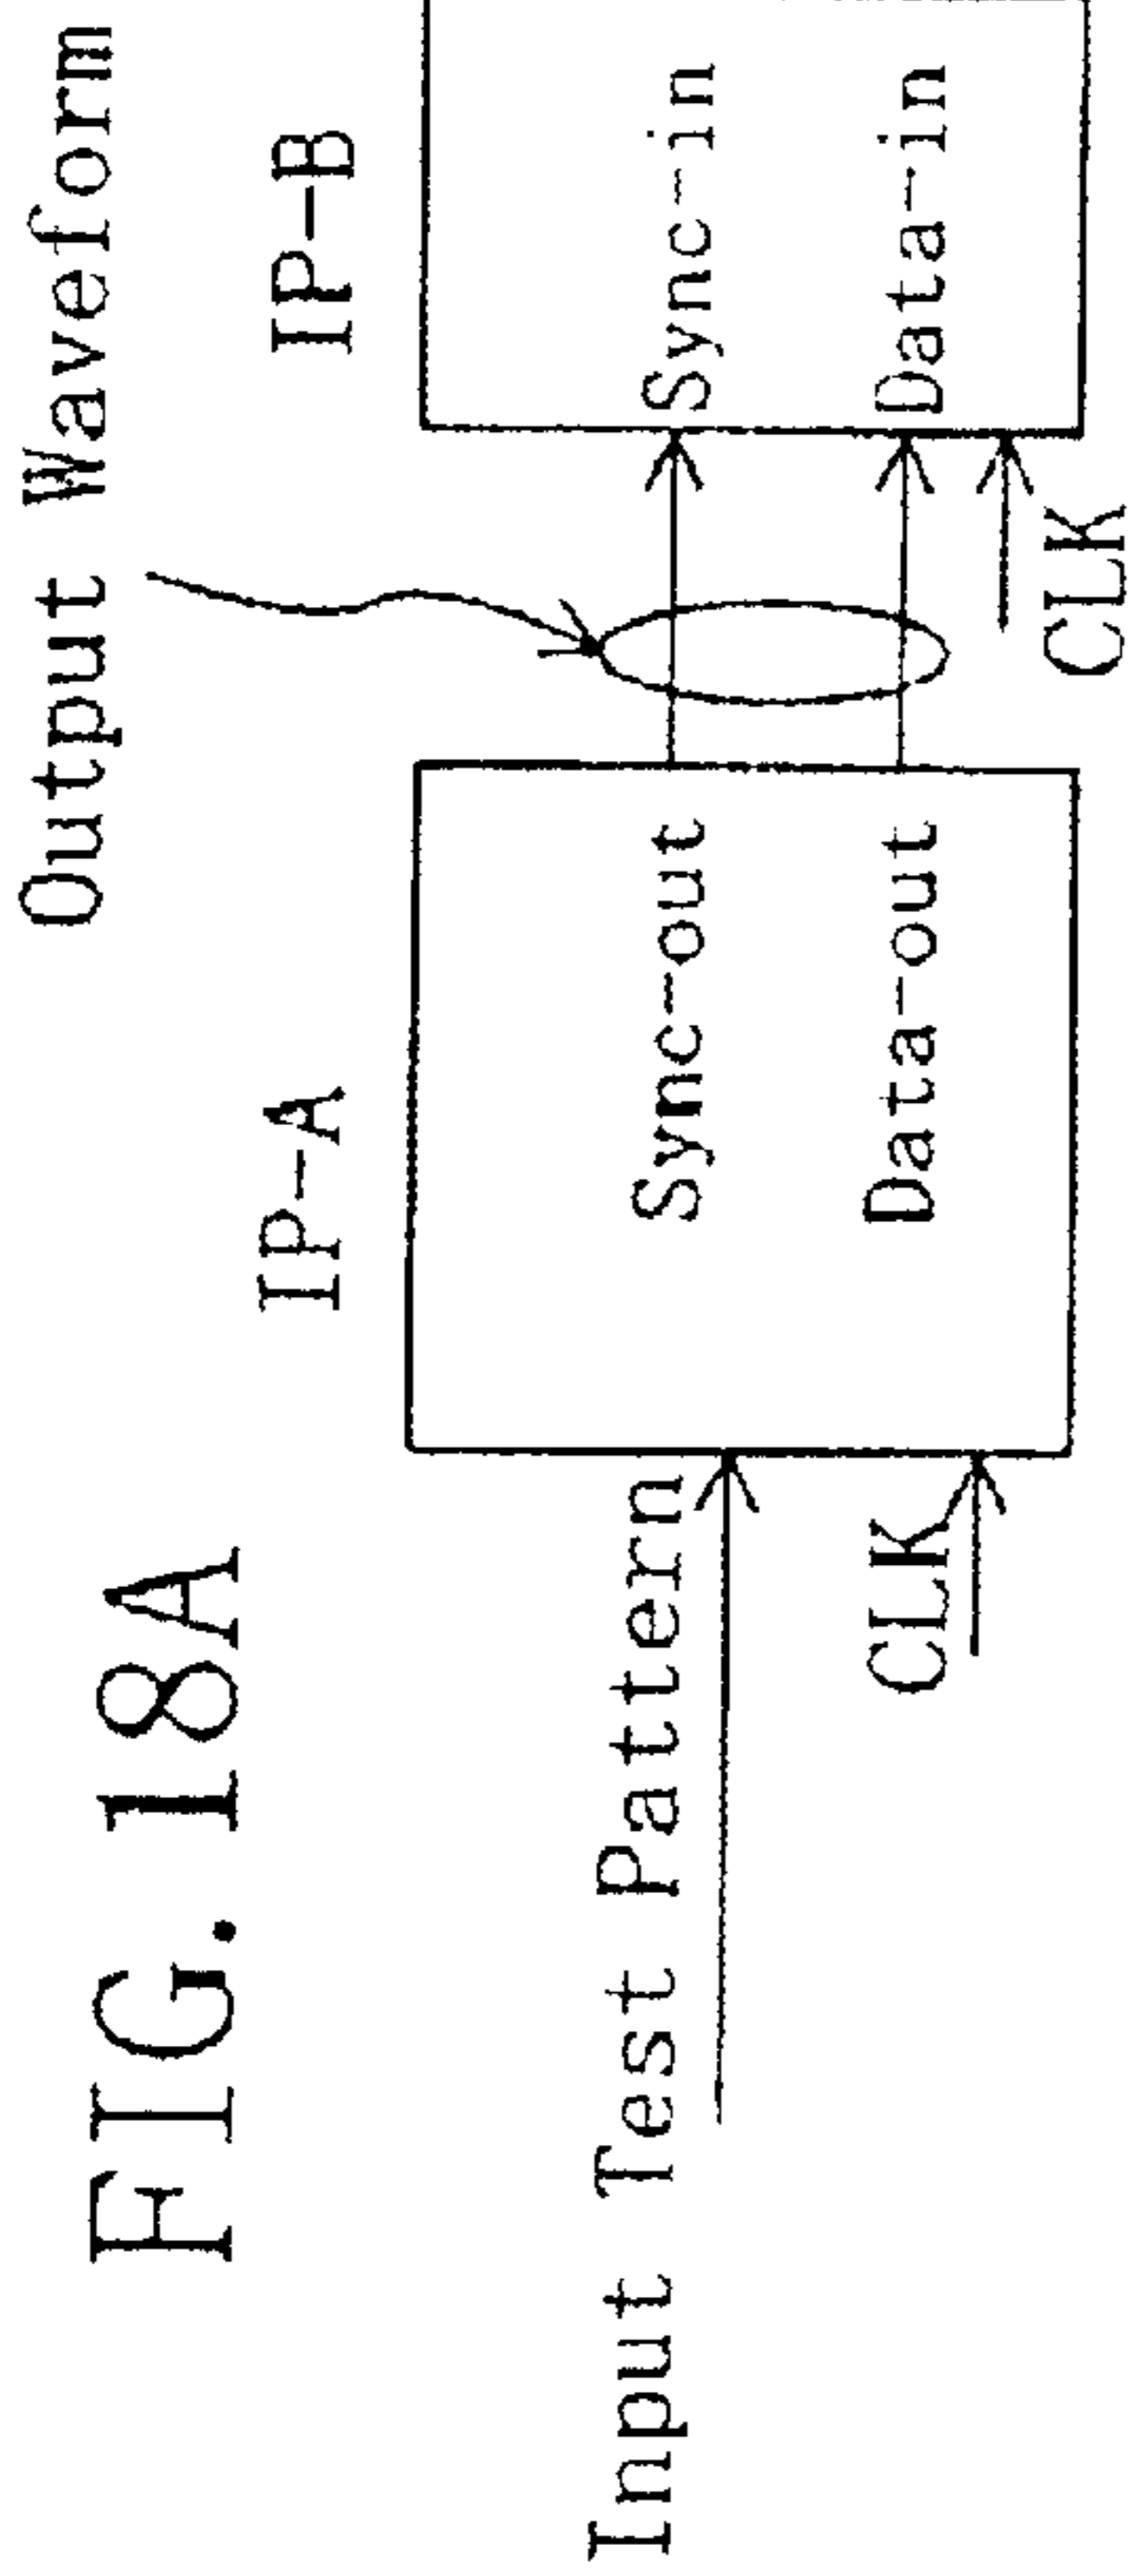 FIG. 18A
Output Waveform
IP-A
IP-B
Input Test Pattern
Sync-out
Sync-in
CLK
Data-out
Data-in
CLK